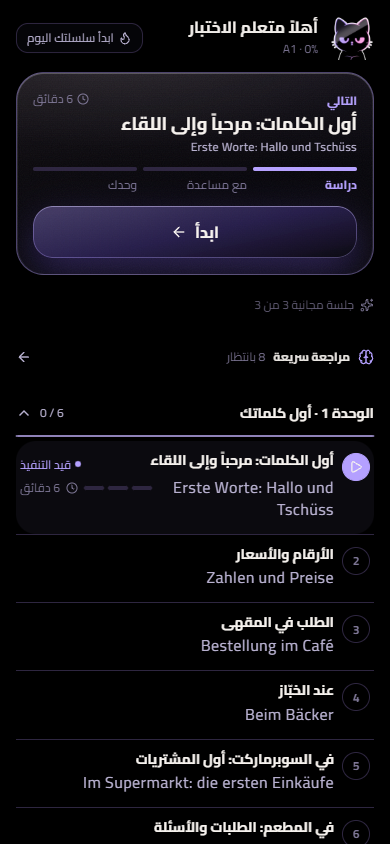 أهلاً متعلم الاختبار
A1 · 0%
ابدأ سلسلتك اليوم
التالي
6 دقائق
أول الكلمات: مرحباً وإلى اللقاء
Erste Worte: Hallo und Tschüss
دراسة
مع مساعدة
وحدك
ابدأ
جلسة مجانية 3 من 3
مراجعة سريعة 8 بانتظار
الوحدة 1 · أول كلماتك
0 / 6
أول الكلمات: مرحباً وإلى اللقاء
قيد التنفيذ
Erste Worte: Hallo und
Tschüss
6 دقائق
2
الأرقام والأسعار
Zahlen und Preise
3
الطلب في المقهى
Bestellung im Café
4
عند الخبّاز
Beim Bäcker
5
في السوبرماركت: أول المشتريات
Im Supermarkt: die ersten Einkäufe
6
في المطعم: الطلبات والأسئلة